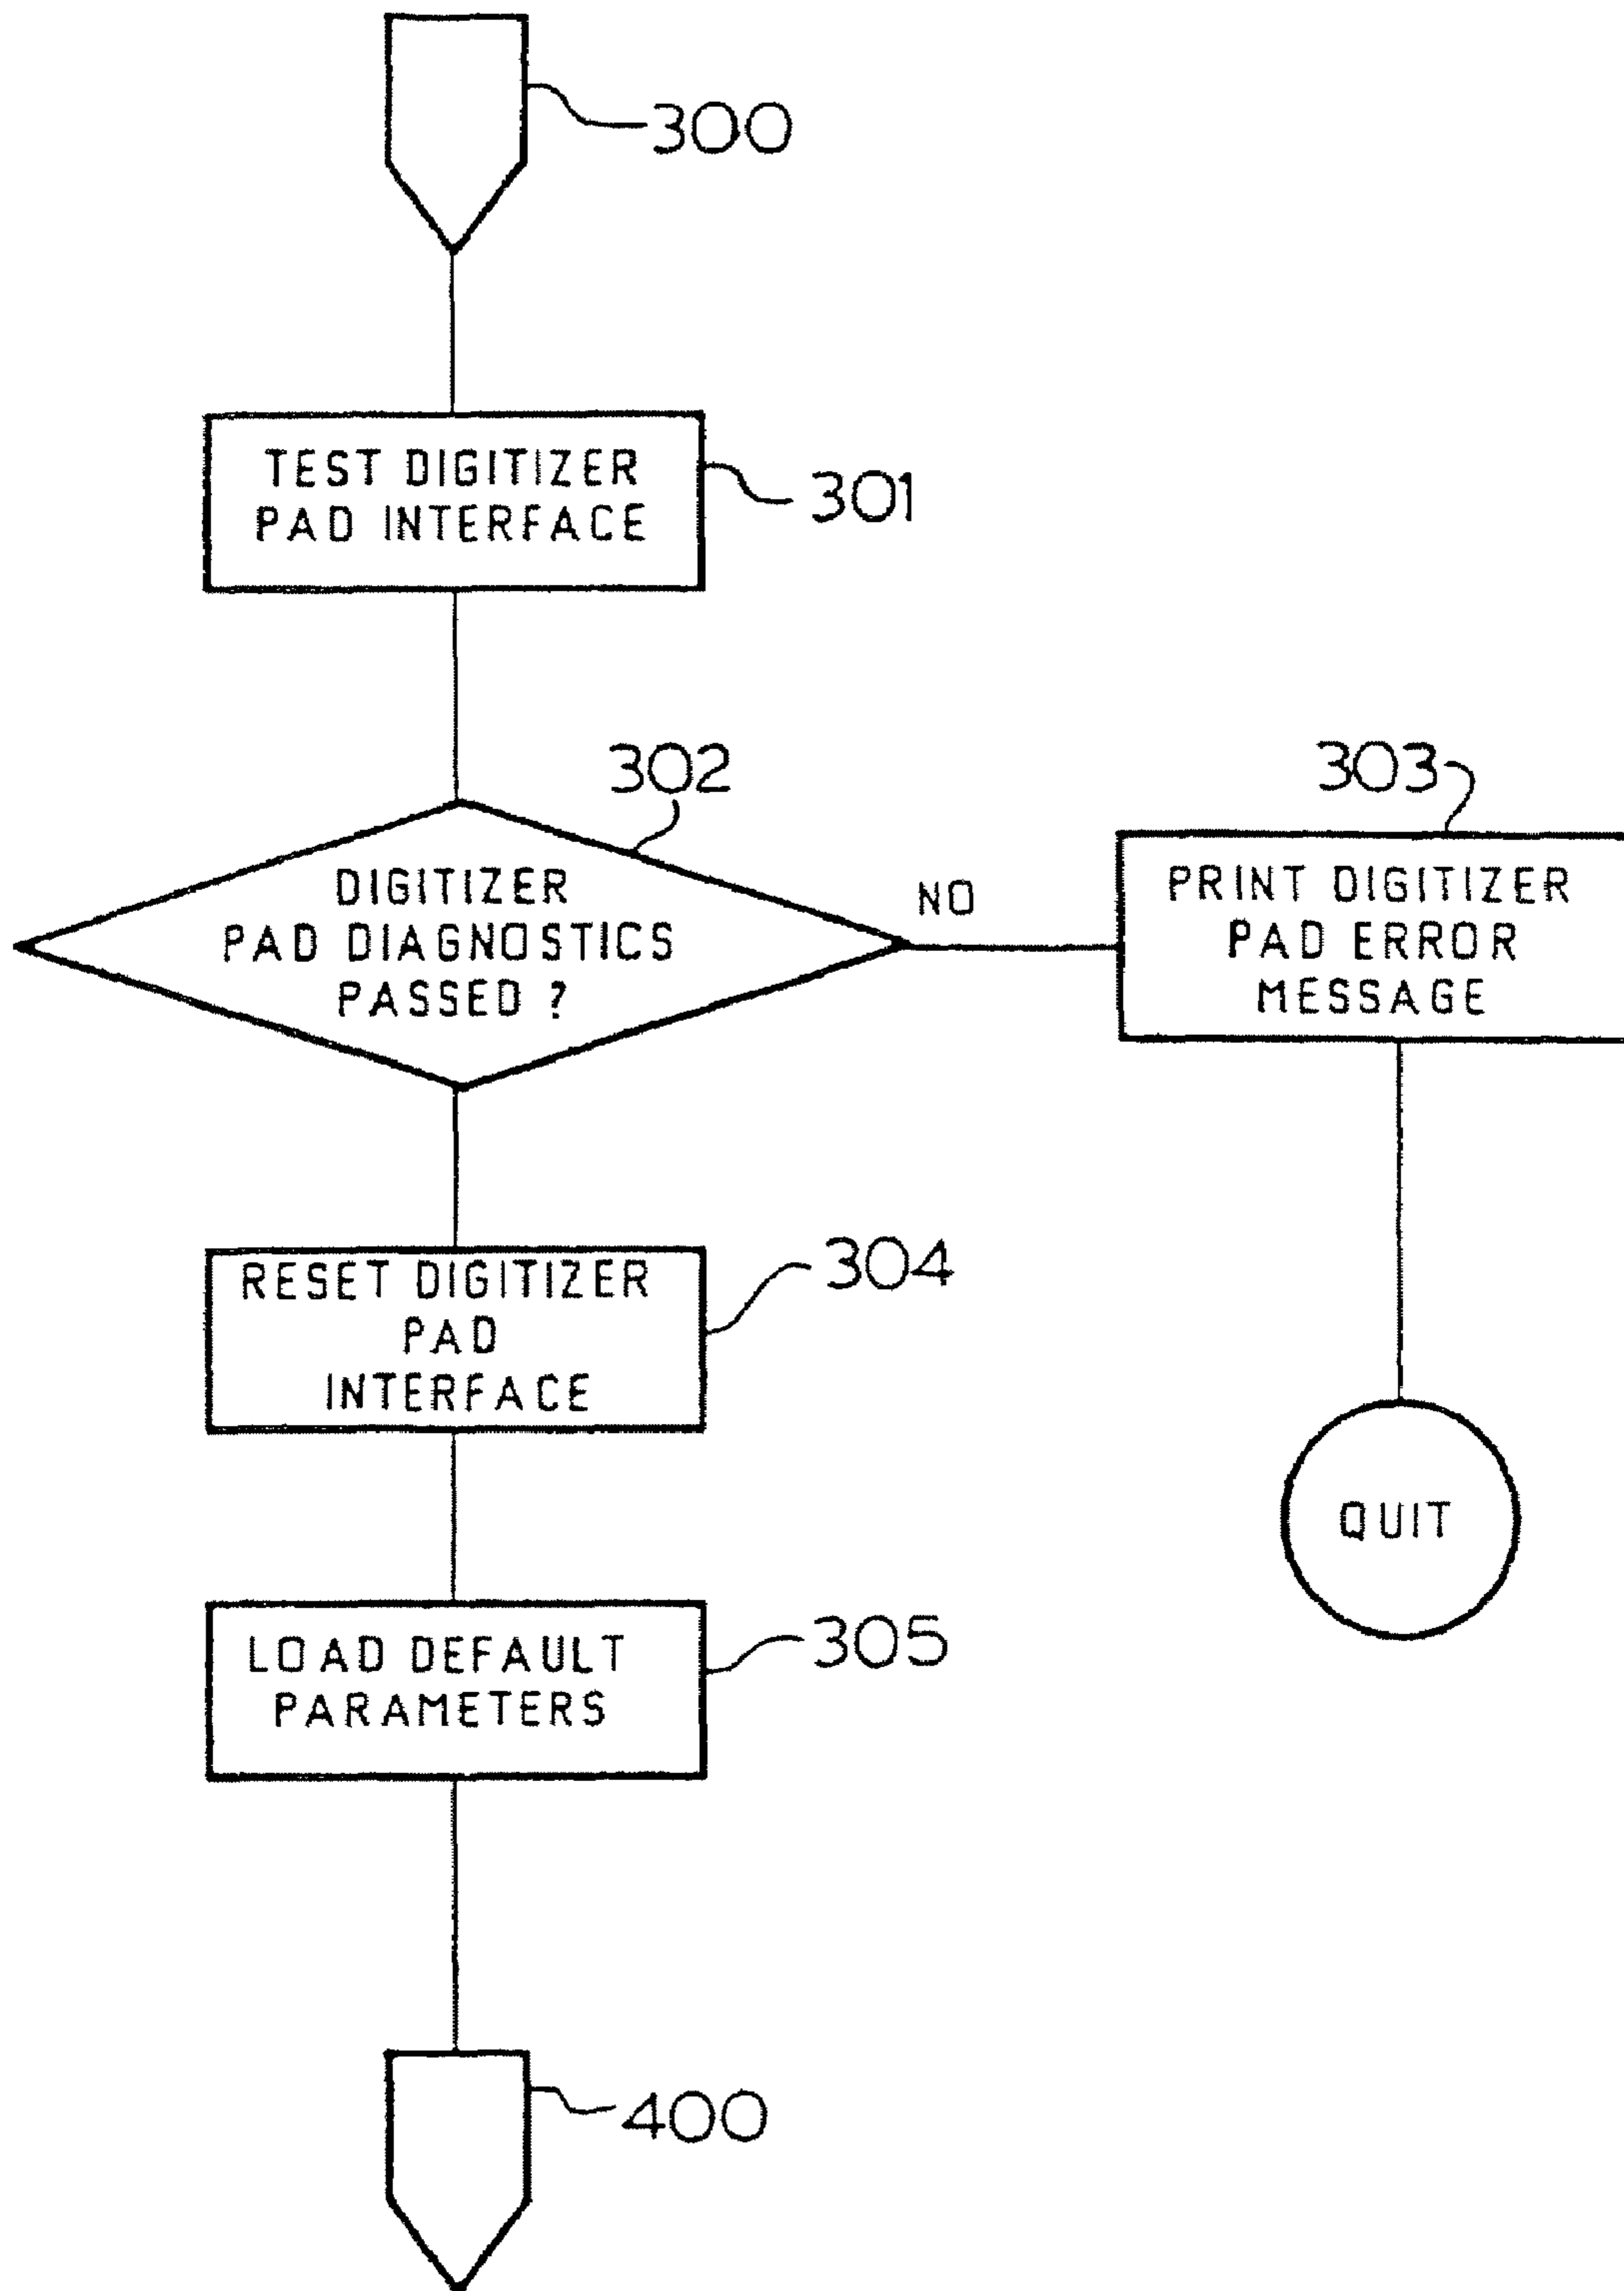 300
TEST DIGITIZER
PAD INTERFACE
301
302
DIGITIZER
PAD DIAGNOSTICS
PASSED ?
NO
303
PRINT DIGITIZER
PAD ERROR
MESSAGE
RESET DIGITIZER
PAD
INTERFACE
304
QUIT
LOAD DEFAULT
PARAMETERS
305
400